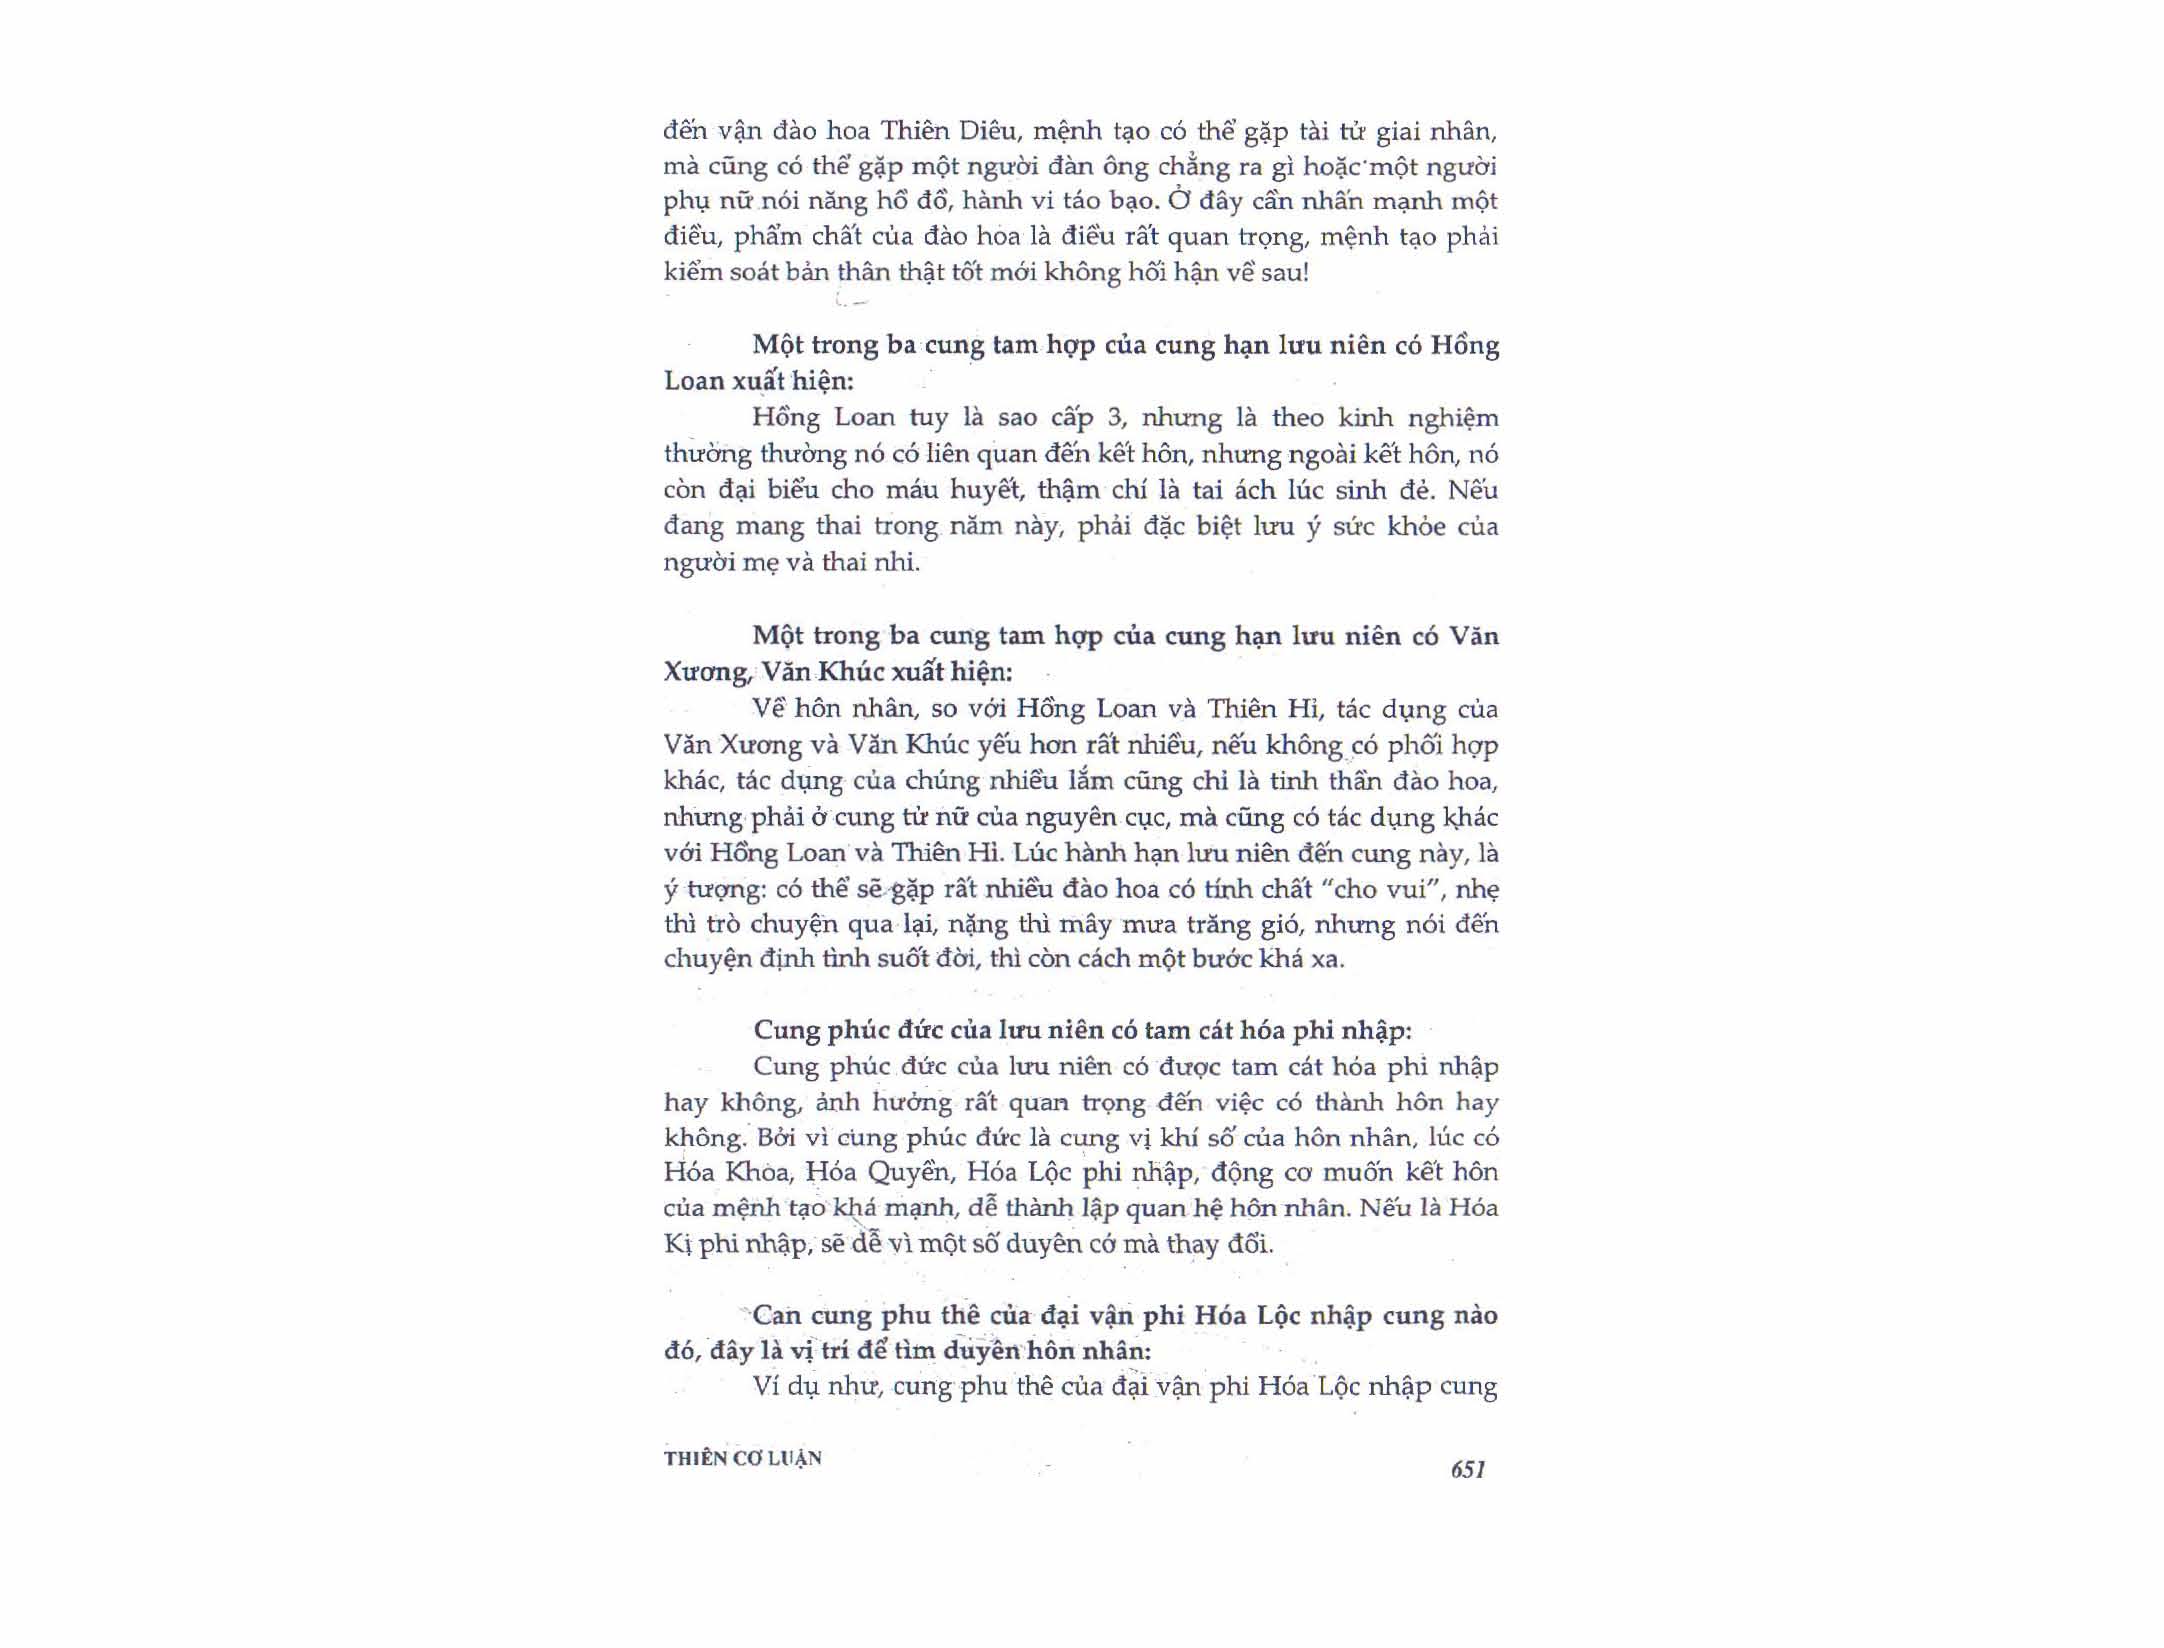 đến vận đào hoa Thiên Diêu, mệnh tạo có thể gặp tài tử giai nhân,
mà cũng có thể gặp một người đàn ông chẳng ra gì hoặc một người
phụ nữ nói năng hồ đồ, hành vi táo bạo. Ở đây cần nhấn mạnh một
điều, phẩm chất của đào hoa là điều rất quan trọng, mệnh tạo phải
kiểm soát bản thân thật tốt mới không hối hận về sau!
Một trong ba cung tam hợp của cung hạn lưu niên có Hồng
Loan xuất hiện:
Hồng Loan tuy là sao cấp 3, nhưng là theo kinh nghiệm
thường thường nó có liên quan đến kết hôn, nhưng ngoài kết hôn, nó
còn đại biểu cho máu huyết, thậm chí là tai ách lúc sinh đẻ. Nếu
đang mang thai trong năm này, phải đặc biệt lưu ý sức khỏe của
người mẹ và thai nhi.
Một trong ba cung tam hợp của cung hạn lưu niên có Văn
Xương, Văn Khúc xuất hiện:
Về hôn nhân, so với Hồng Loan và Thiên Hỉ, tác dụng của
Văn Xương và Văn Khúc yếu hơn rất nhiều, nếu không có phối hợp
khác, tác dụng của chúng nhiều lắm cũng chỉ là tinh thần đào hoa,
nhưng phải ở cung tử nữ của nguyên cục, mà cũng có tác dụng khác
với Hồng Loan và Thiên Hỉ. Lúc hành hạn lưu niên đến cung này, là
ý tượng: có thể sẽ gặp rất nhiều đào hoa có tính chất "cho vui", nhẹ
thì trò chuyện qua lại, nặng thì mây mưa trăng gió, nhưng nói đến
chuyện định tình suốt đời, thì còn cách một bước khá xa.
Cung phúc đức của lưu niên có tam cát hóa phi nhập:
Cung phúc đức của lưu niên có được tam cát hóa phi nhập
hay không, ảnh hưởng rất quan trọng đến việc có thành hôn hay
không. Bởi vì cung phúc đức là cung vị khí số của hôn nhân, lúc có
Hóa Khoa, Hóa Quyền, Hóa Lộc phi nhập, động cơ muốn kết hôn
của mệnh tạo khá mạnh, dễ thành lập quan hệ hôn nhân. Nếu là Hóa
Kị phi nhập, sẽ dễ vì một số duyên cớ mà thay đổi.
Can cung phu thê của đại vận phi Hóa Lộc nhập cung nào
đó, đây là vị trí để tìm duyên hôn nhân:
Ví dụ như, cung phu thê của đại vận phi Hóa Lộc nhập cung
THIÊN CƠ LUẬN
651